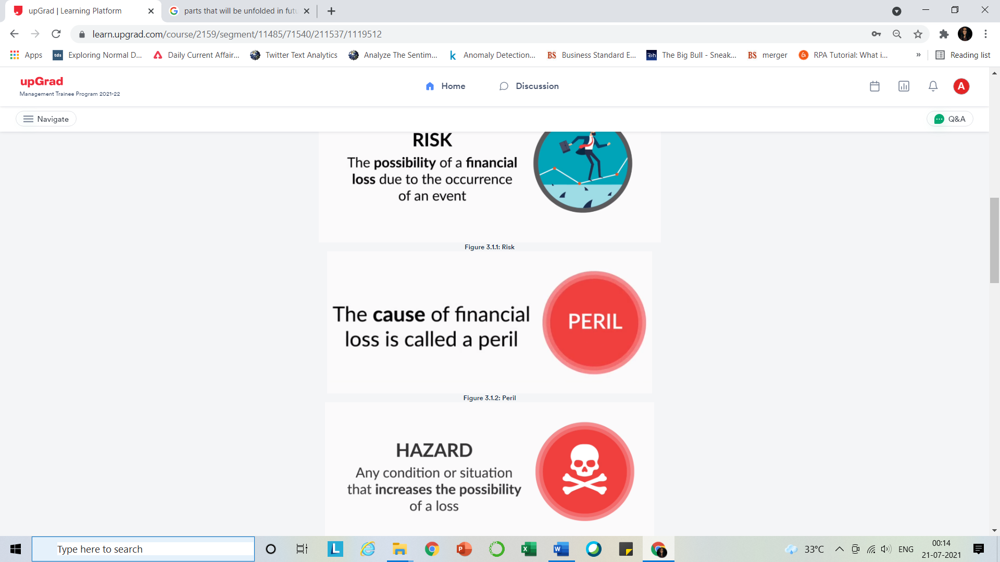 upGrad | Learning Platform
parts that will be unfolded in futu
learn.upgrad.com/course/2159/segment/11485/71540/211537/1119512
Apps
tds Exploring Normal D...
Daily Current Affair...
Twitter Text Analytics
Analyze The Sentim...
k Anomaly Detection...
BS Business Standard E...
The Big Bull - Sneak...
BS merger
RPA Tutorial: What i...
»
Reading list
upGrad
Management Trainee Program 2021-22
Home
Discussion
A
Navigate
Q&A
RISK
The possibility of a financial
loss due to the occurrence
of an event
Figure 3.1.1: Risk
The cause of financial
loss is called a peril
PERIL
Figure 3.1.2: Peril
HAZARD
Any condition or situation
that increases the possibility
of a loss
Type here to search
33°C
ENG
00:14
21-07-2021